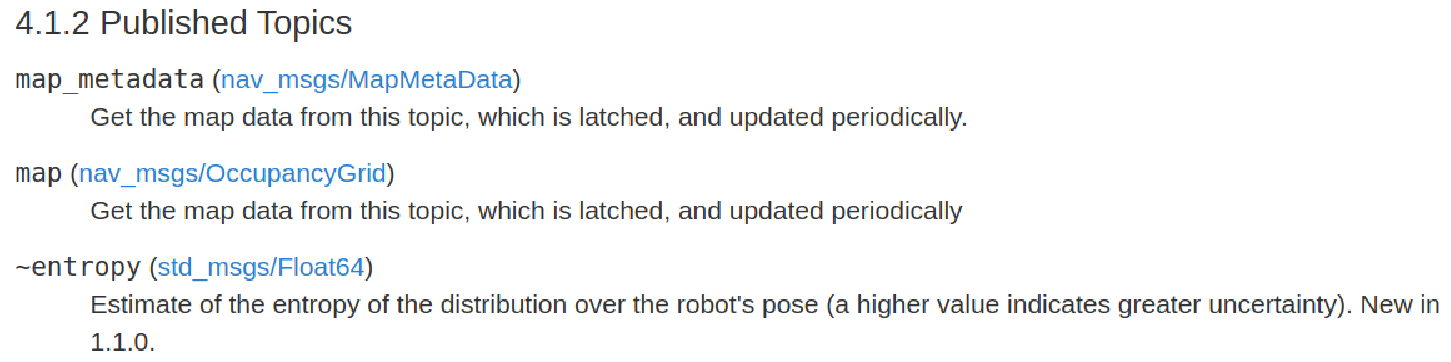 4.1.2 Published Topics
map_metadata (nav_msgs/MapMetaData)
Get the map data from this topic, which is latched, and updated periodically.
map (nav_msgs/OccupancyGrid)
Get the map data from this topic, which is latched, and updated periodically
~entropy (std_msgs/Float64)
Estimate of the entropy of the distribution over the robot's pose (a higher value indicates greater uncertainty). New in
1.1.0.